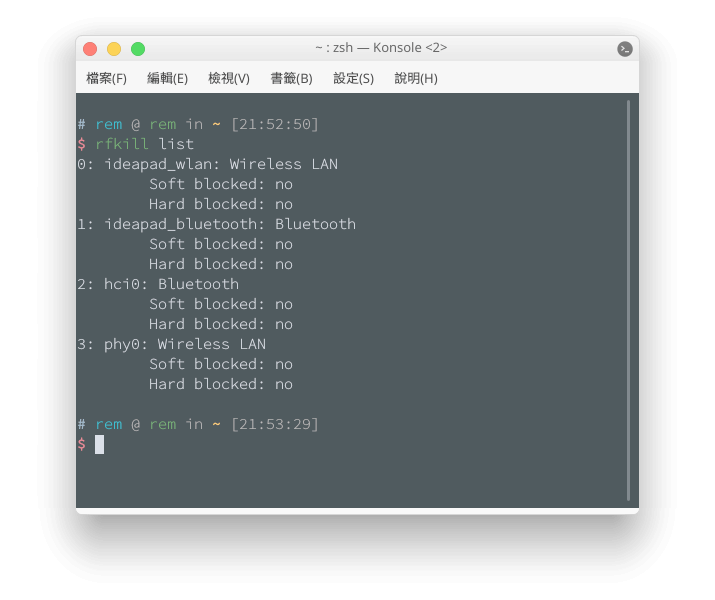 ~ : zsh — Konsole <2>
檔案(F) 編輯(E) 檢視(V) 書籤(B) 設定(S) 說明(H)
# rem @ rem in ~ [21:52:50]
$ rfkill list
0: ideapad_wlan: Wireless LAN
Soft blocked: no
Hard blocked: no
1: ideapad_bluetooth: Bluetooth
Soft blocked: no
Hard blocked: no
2: hci0: Bluetooth
Soft blocked: no
Hard blocked: no
3: phy0: Wireless LAN
Soft blocked: no
Hard blocked: no
# rem @ rem in ~ [21:53:29]
$